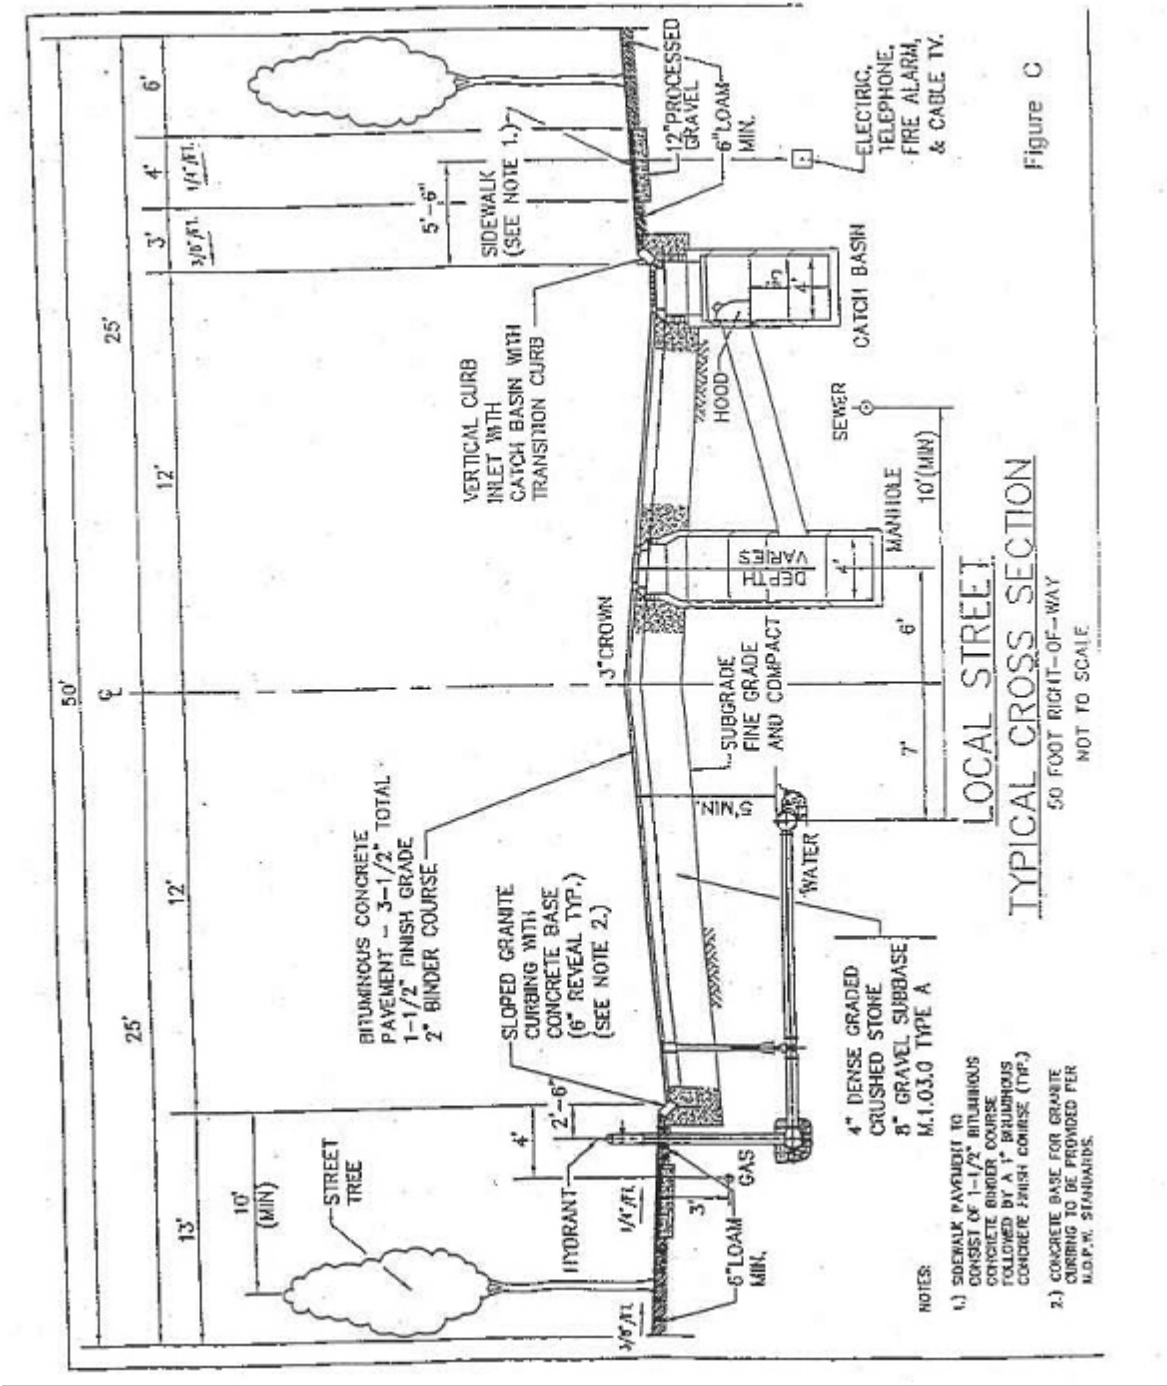 50'
25'
25'
13'
12'
12'
3'
4'
6'
3/8"/FT.
1/4"/FT.
10'
(MIN)
STREET
TREE
BITUMINOUS CONCRETE
PAVEMENT - 3-1/2" TOTAL
1-1/2" FINISH GRADE
2" BINDER COURSE
SLOPED GRANITE
CURBING WITH
CONCRETE BASE
(6" REVEAL TYP.)
(SEE NOTE 2.)
VERTICAL CURB
INLET WITH
CATCH BASIN WITH
TRANSITION CURB
5'-6"
SIDEWALK
(SEE NOTE 1.)
4'
2'-6"
HYDRANT
3/8"/FT.
1/4"/FT.
3'
GAS
6"LOAM
MIN.
3"CROWN
SUBGRADE
FINE GRADE
AND COMPACT
5'MIN.
WATER
DEPTH
VARIES
4'
MANHOLE
HOOD
4'
CATCH BASIN
SEWER
10'(MIN)
7'
6'
12"PROCESSED
GRAVEL
6"LOAM
MIN.
ELECTRIC,
TELEPHONE,
FIRE ALARM,
& CABLE TV.
4" DENSE GRADED
CRUSHED STONE
8" GRAVEL SUBBASE
M.1.03.0 TYPE A
NOTES:
1.) SIDEWALK PAVEMENT TO
CONSIST OF 1-1/2" BITUMINOUS
CONCRETE BINDER COURSE
FOLLOWED BY A 1" BITUMINOUS
CONCRETE FINISH COURSE (TYP.)
2.) CONCRETE BASE FOR GRANITE
CURBING TO BE PROVIDED PER
M.D.P.W. STANDARDS.
LOCAL STREET
TYPICAL CROSS SECTION
50 FOOT RIGHT-OF-WAY
NOT TO SCALE
Figure C